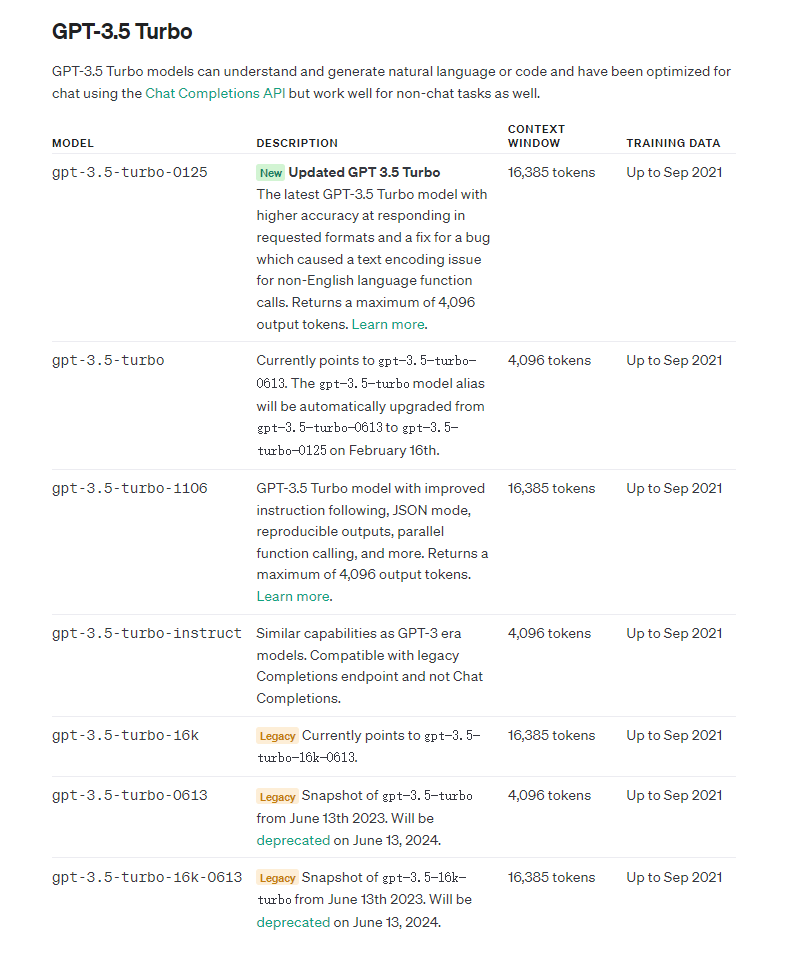 GPT-3.5 Turbo
GPT-3.5 Turbo models can understand and generate natural language or code and have been optimized for
chat using the Chat Completions API but work well for non-chat tasks as well.
MODEL DESCRIPTION CONTEXT WINDOW TRAINING DATA
gpt-3.5-turbo-0125 New Updated GPT 3.5 Turbo 16,385 tokens Up to Sep 2021
The latest GPT-3.5 Turbo model with
higher accuracy at responding in
requested formats and a fix for a bug
which caused a text encoding issue
for non-English language function
calls. Returns a maximum of 4,096
output tokens. Learn more.
gpt-3.5-turbo Currently points to gpt-3.5-turbo- 4,096 tokens Up to Sep 2021
0613. The gpt-3.5-turbo model alias
will be automatically upgraded from
gpt-3.5-turbo-0613 to gpt-3.5-
turbo-0125 on February 16th.
gpt-3.5-turbo-1106 GPT-3.5 Turbo model with improved 16,385 tokens Up to Sep 2021
instruction following, JSON mode,
reproducible outputs, parallel
function calling, and more. Returns a
maximum of 4,096 output tokens.
Learn more.
gpt-3.5-turbo-instruct Similar capabilities as GPT-3 era 4,096 tokens Up to Sep 2021
models. Compatible with legacy
Completions endpoint and not Chat
Completions.
gpt-3.5-turbo-16k Legacy Currently points to gpt-3.5- 16,385 tokens Up to Sep 2021
turbo-16k-0613.
gpt-3.5-turbo-0613 Legacy Snapshot of gpt-3.5-turbo 4,096 tokens Up to Sep 2021
from June 13th 2023. Will be
deprecated on June 13, 2024.
gpt-3.5-turbo-16k-0613 Legacy Snapshot of gpt-3.5-16k- 16,385 tokens Up to Sep 2021
turbo from June 13th 2023. Will be
deprecated on June 13, 2024.